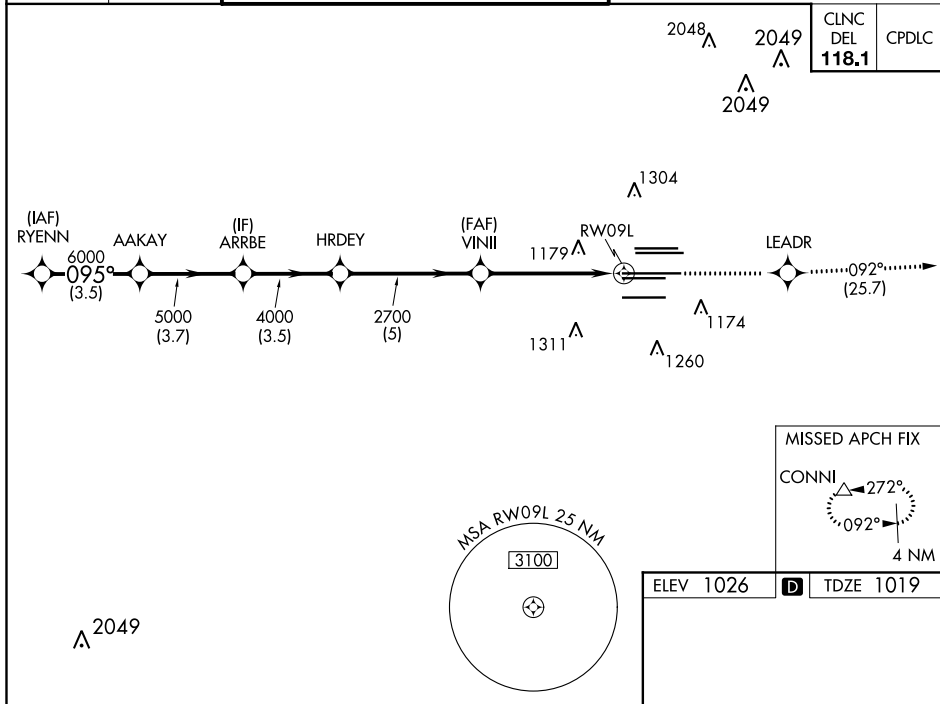 CLNC
DEL
118.1
CPDLC
2048
2049
2049
1304
(IAF)
RYENN
AAKAY
(IF)
ARRBE
HRDEY
(FAF)
VINII
1179
RW09L
LEADR
6000
095°
(3.5)
5000
(3.7)
4000
(3.5)
2700
(5)
092°
(25.7)
1311
1174
1260
MISSED APCH FIX
CONNI
272°
092°
4 NM
MSA RW09L 25 NM
3100
ELEV 1026
D
TDZE 1019
2049